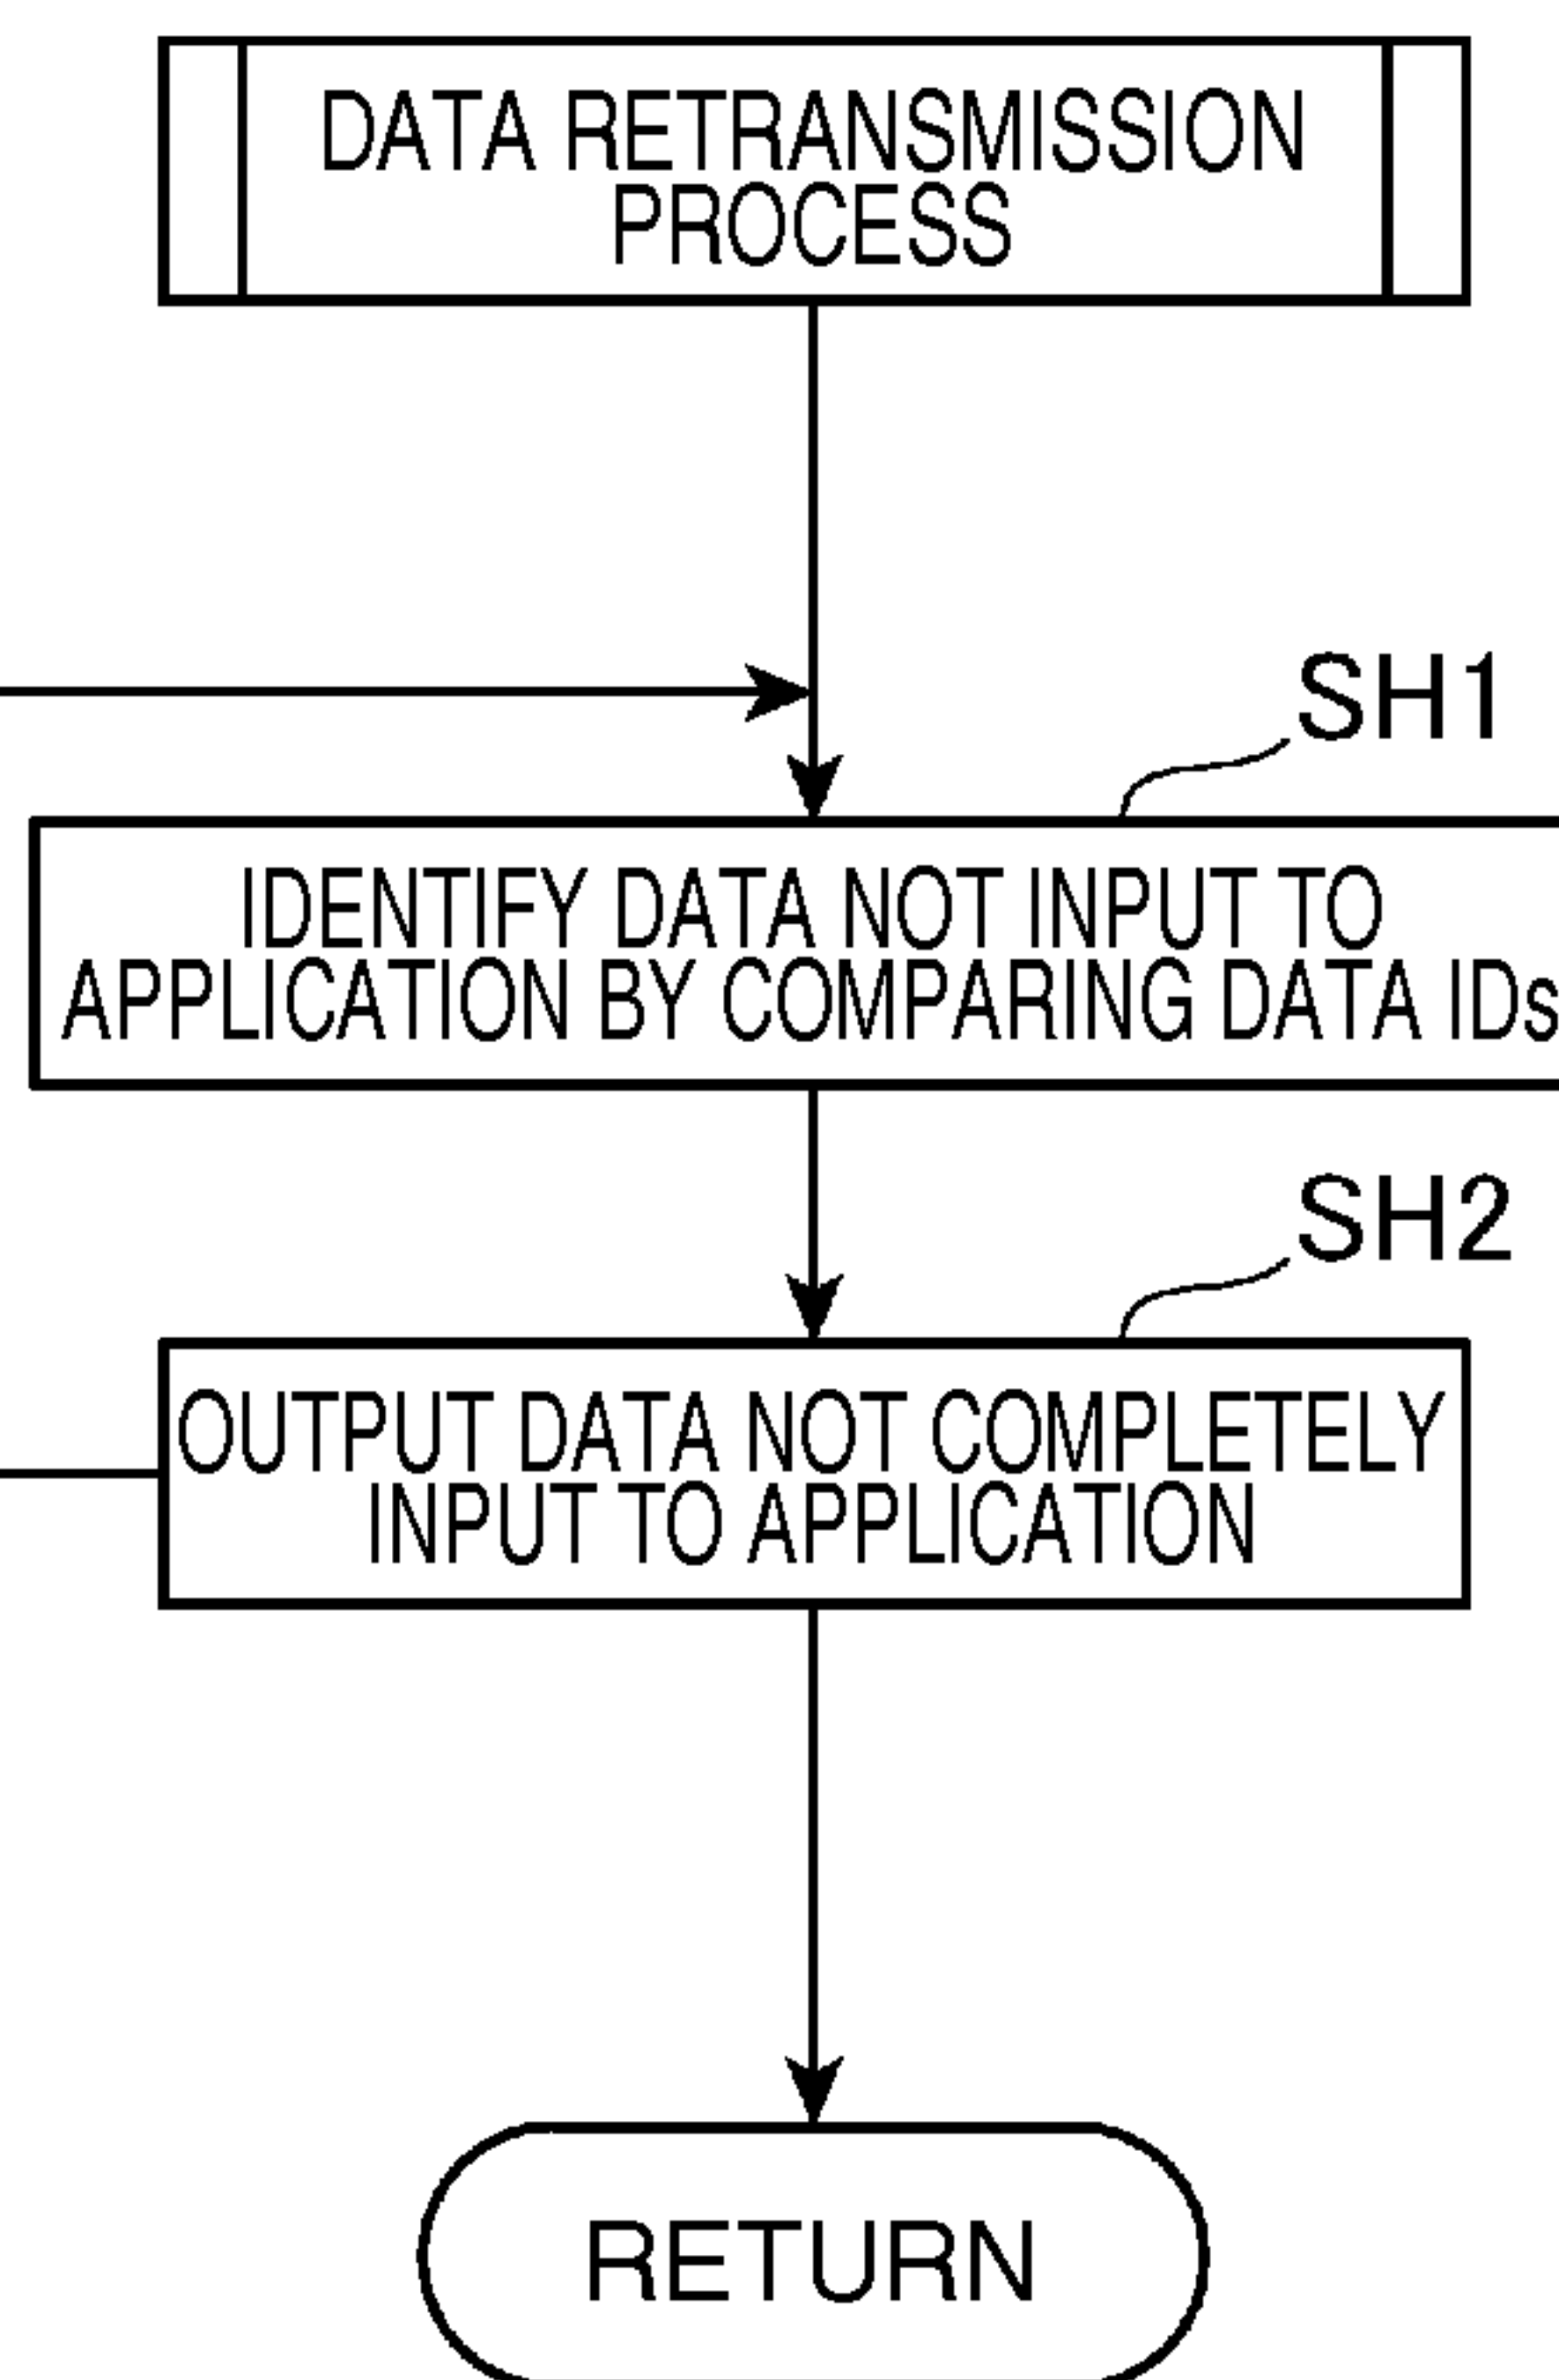 DATA RETRANSMISSION
PROCESS
SH1
IDENTIFY DATA NOT INPUT TO
APPLICATION BY COMPARING DATA IDs
SH2
OUTPUT DATA NOT COMPLETELY
INPUT TO APPLICATION
RETURN